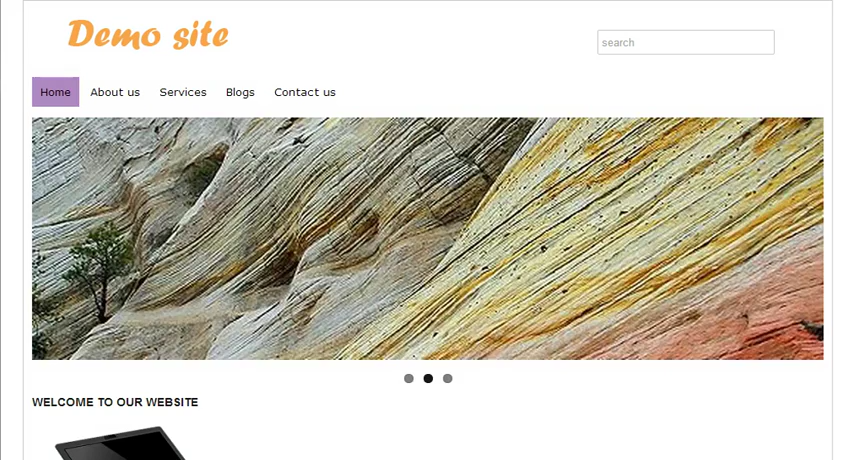 Demo site
search
Home About us Services Blogs Contact us
WELCOME TO OUR WEBSITE